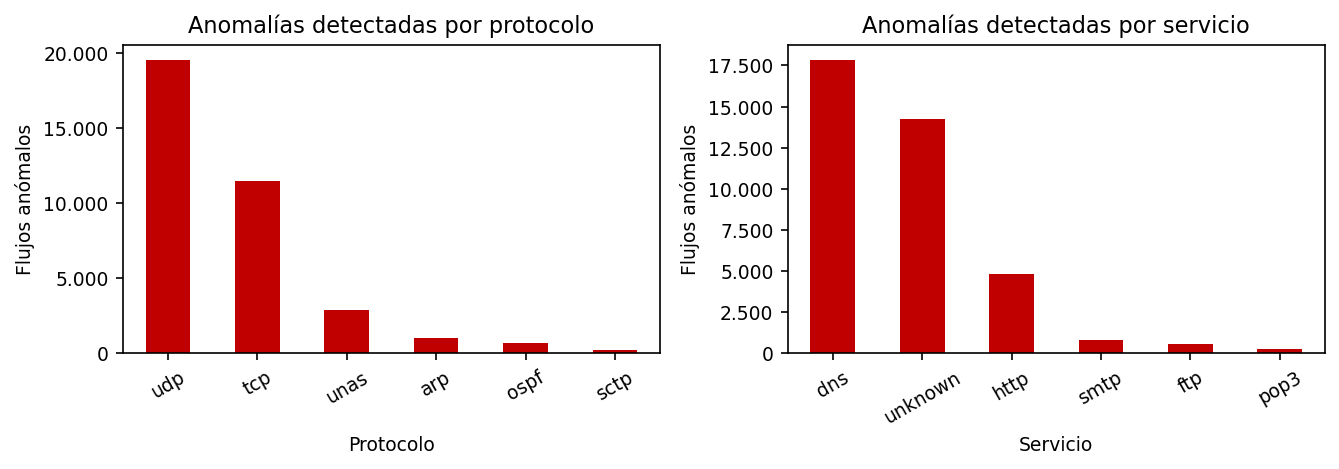 Anomalías detectadas por protocolo
Flujos anómalos
20.000
15.000
10.000
5.000
0
udp
tcp
unas
arp
ospf
sctp
Protocolo
Anomalías detectadas por servicio
Flujos anómalos
17.500
15.000
12.500
10.000
7.500
5.000
2.500
0
dns
unknown
http
smtp
ftp
pop3
Servicio